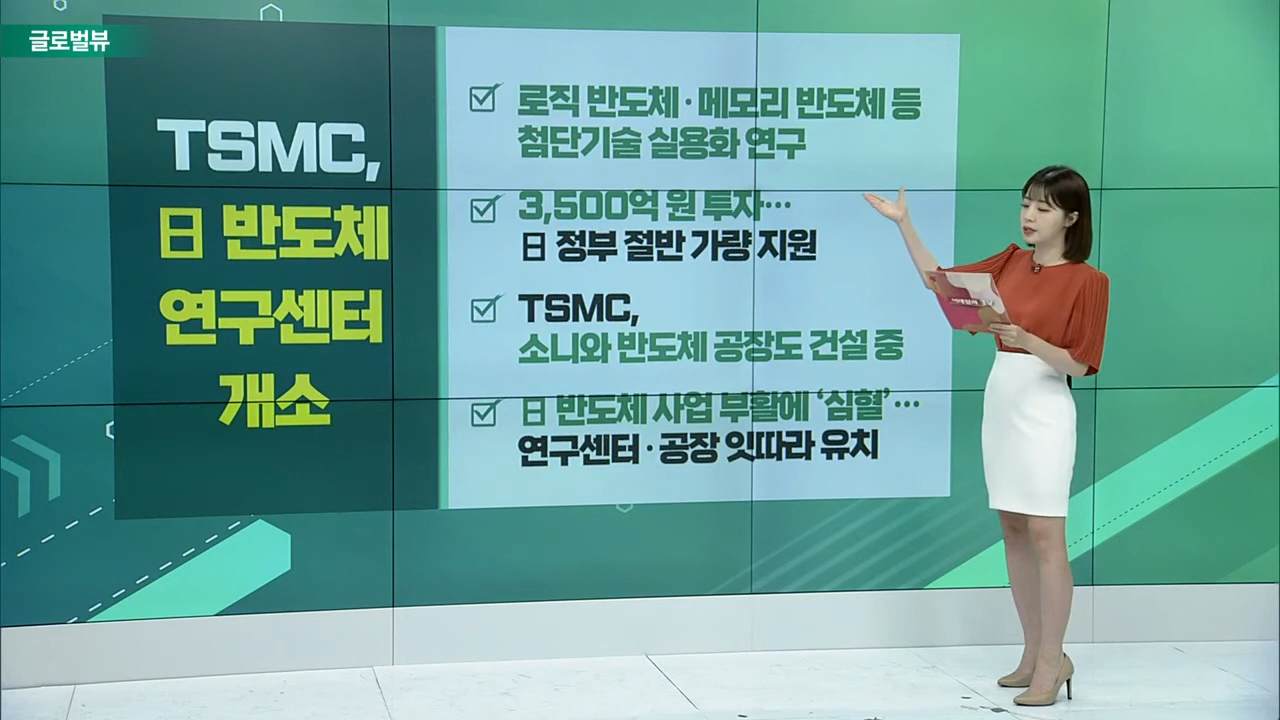 글로벌뷰
TSMC,
日 반도체
연구센터
개소
로직 반도체·메모리 반도체 등
첨단기술 실용화 연구
3,500억 원 투자…
日 정부 절반 가량 지원
TSMC,
소니와 반도체 공장도 건설 중
日 반도체 사업 부활에 ‘심혈’…
연구센터·공장 잇따라 유치